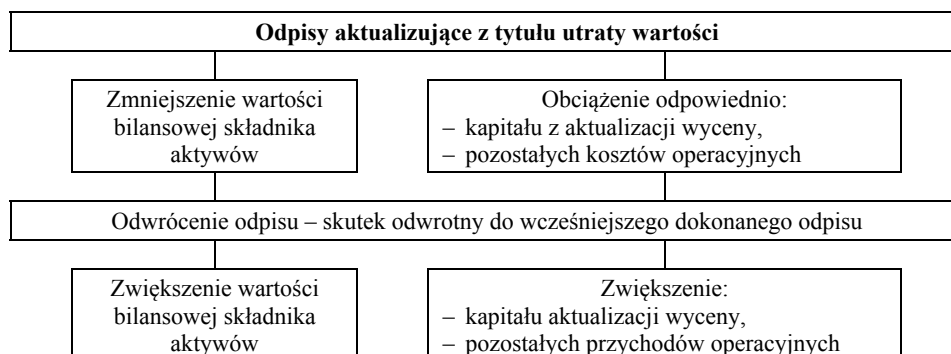 Odpisy aktualizujące z tytułu utraty wartości
Zmniejszenie wartości
bilansowej składnika
aktywów
Obciążenie odpowiednio:
– kapitału z aktualizacji wyceny,
– pozostałych kosztów operacyjnych
Odwrócenie odpisu – skutek odwrotny do wcześniejszego dokonanego odpisu
Zwiększenie wartości
bilansowej składnika
aktywów
Zwiększenie:
– kapitału aktualizacji wyceny,
– pozostałych przychodów operacyjnych